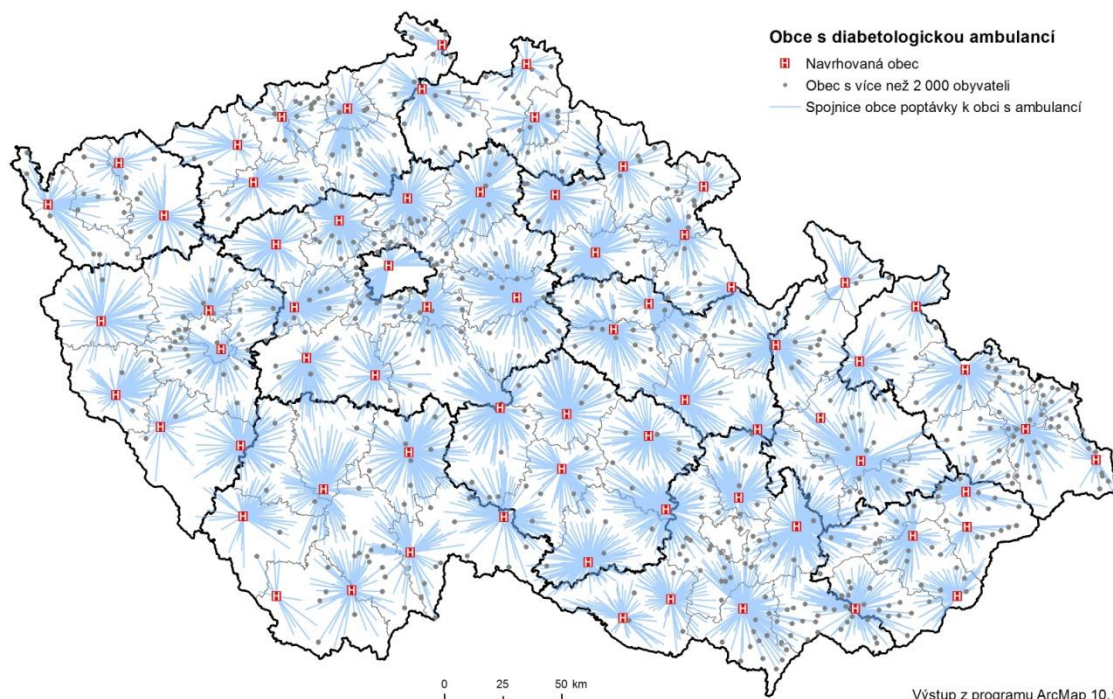 Obce s diabetologickou ambulancí
H Navrhovaná obec
Obec s více než 2 000 obyvateli
Spojnice obce poptávky k obci s ambulancí
0 25 50 km
Výstup z programu ArcMap 10.